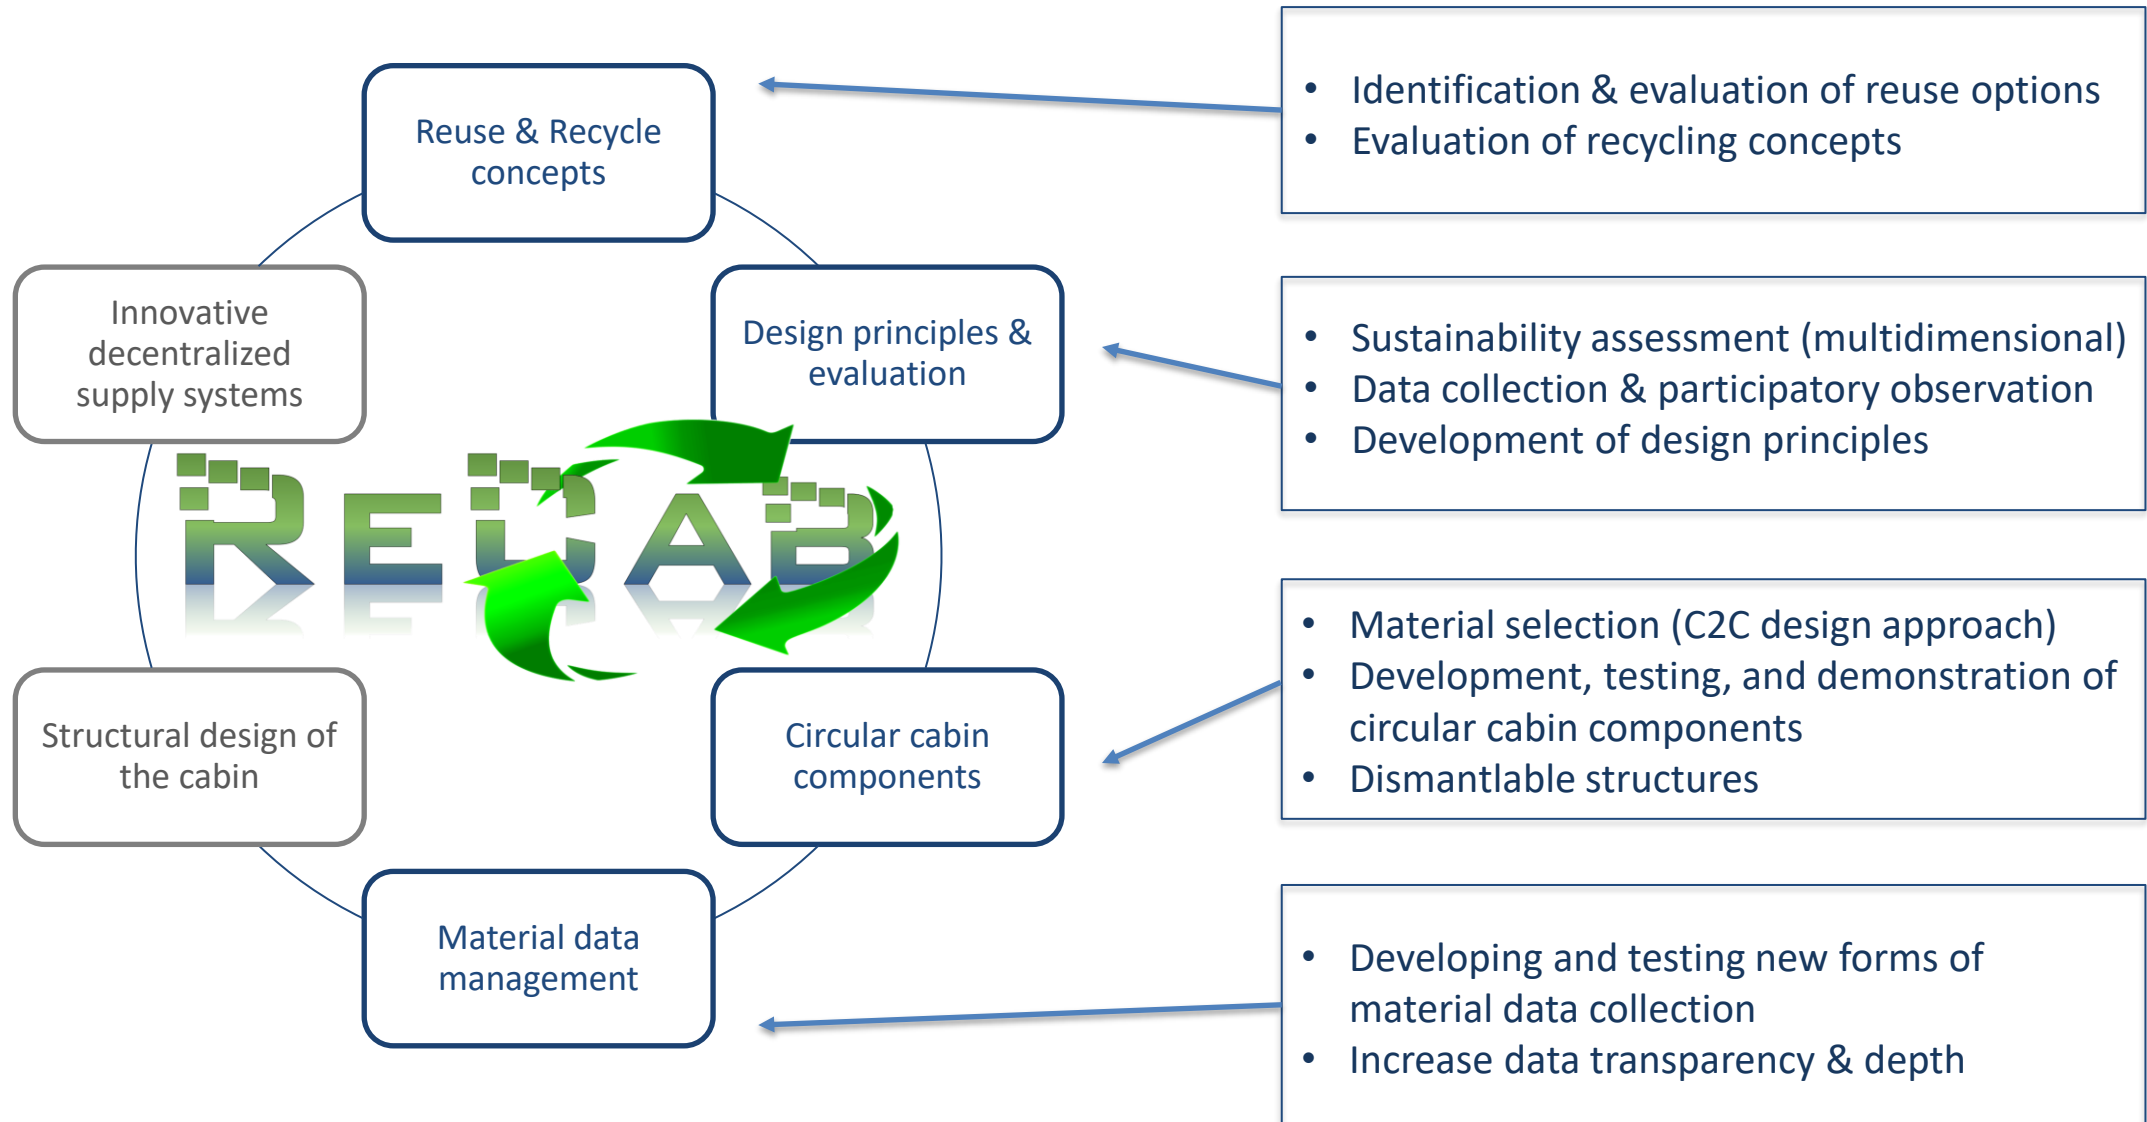 Reuse & Recycle
concepts
Design principles &
evaluation
Circular cabin
components
Material data
management
Structural design of
the cabin
Innovative
decentralized
supply systems
RECAB
• Identification & evaluation of reuse options
• Evaluation of recycling concepts
• Sustainability assessment (multidimensional)
• Data collection & participatory observation
• Development of design principles
• Material selection (C2C design approach)
• Development, testing, and demonstration of
circular cabin components
• Dismantlable structures
• Developing and testing new forms of
material data collection
• Increase data transparency & depth